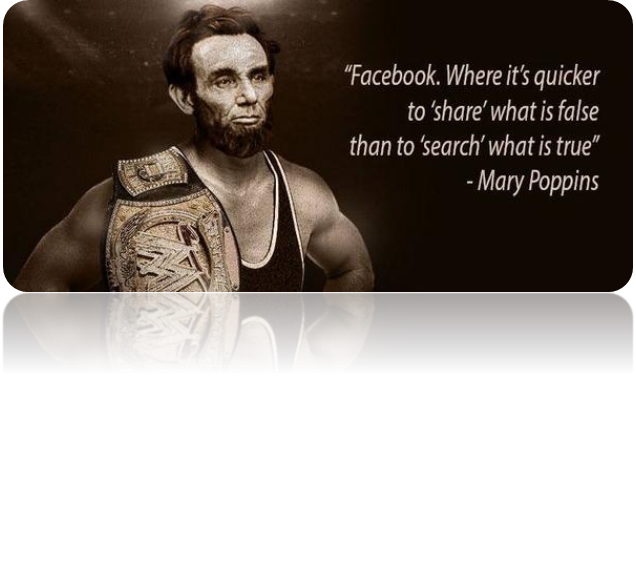 “Facebook. Where it’s quicker
to ‘share’ what is false
than to ‘search’ what is true”
- Mary Poppins